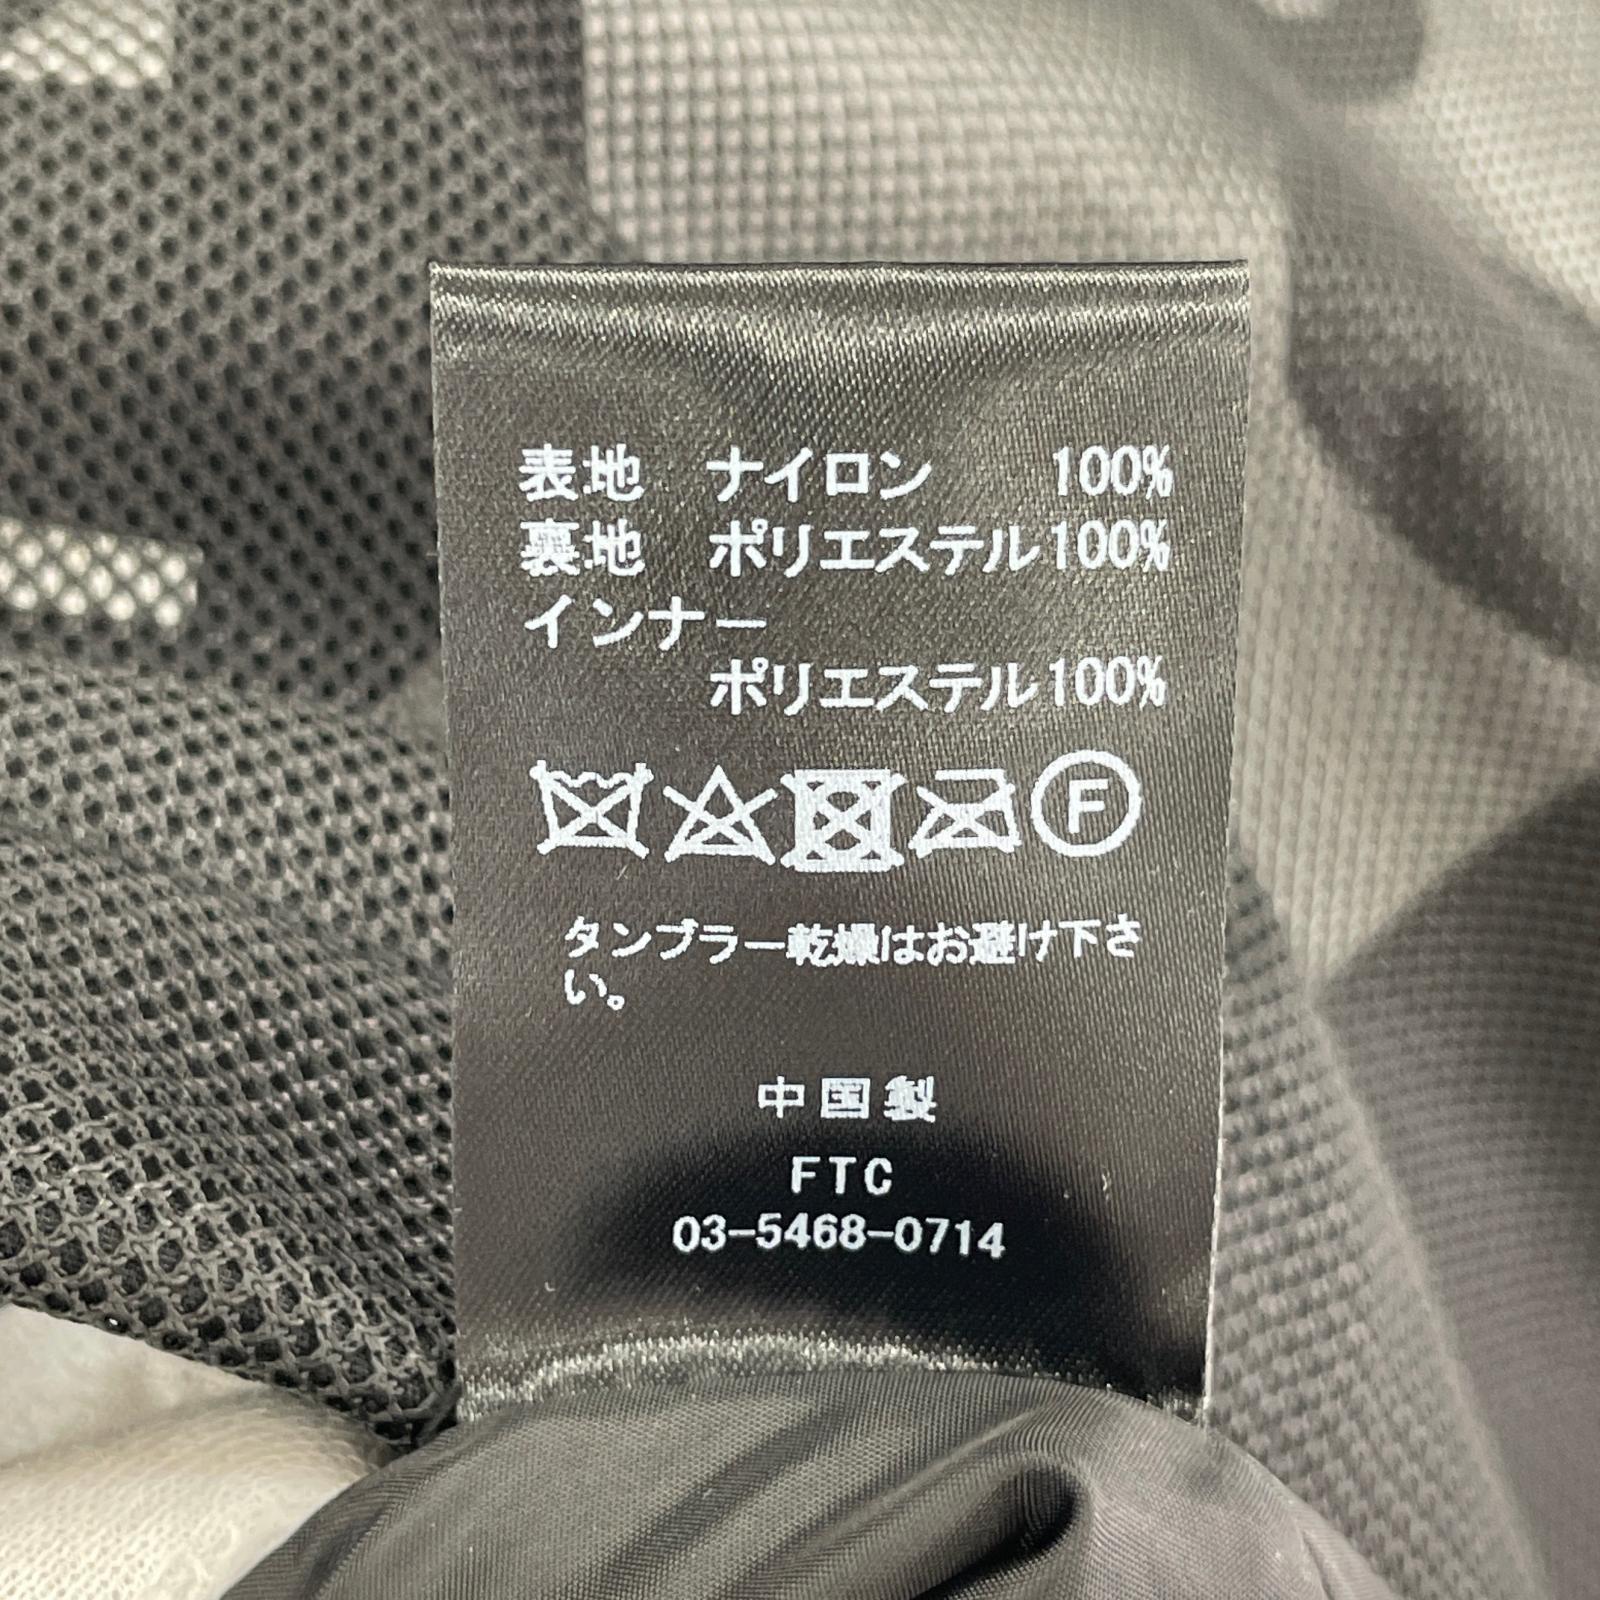 表地 ナイロン 100%
裏地 ポリエステル100%
インナー
ポリエステル100%
F
タンブラー乾燥はお避け下さ
い。
中国製
FTC
03-5468-0714